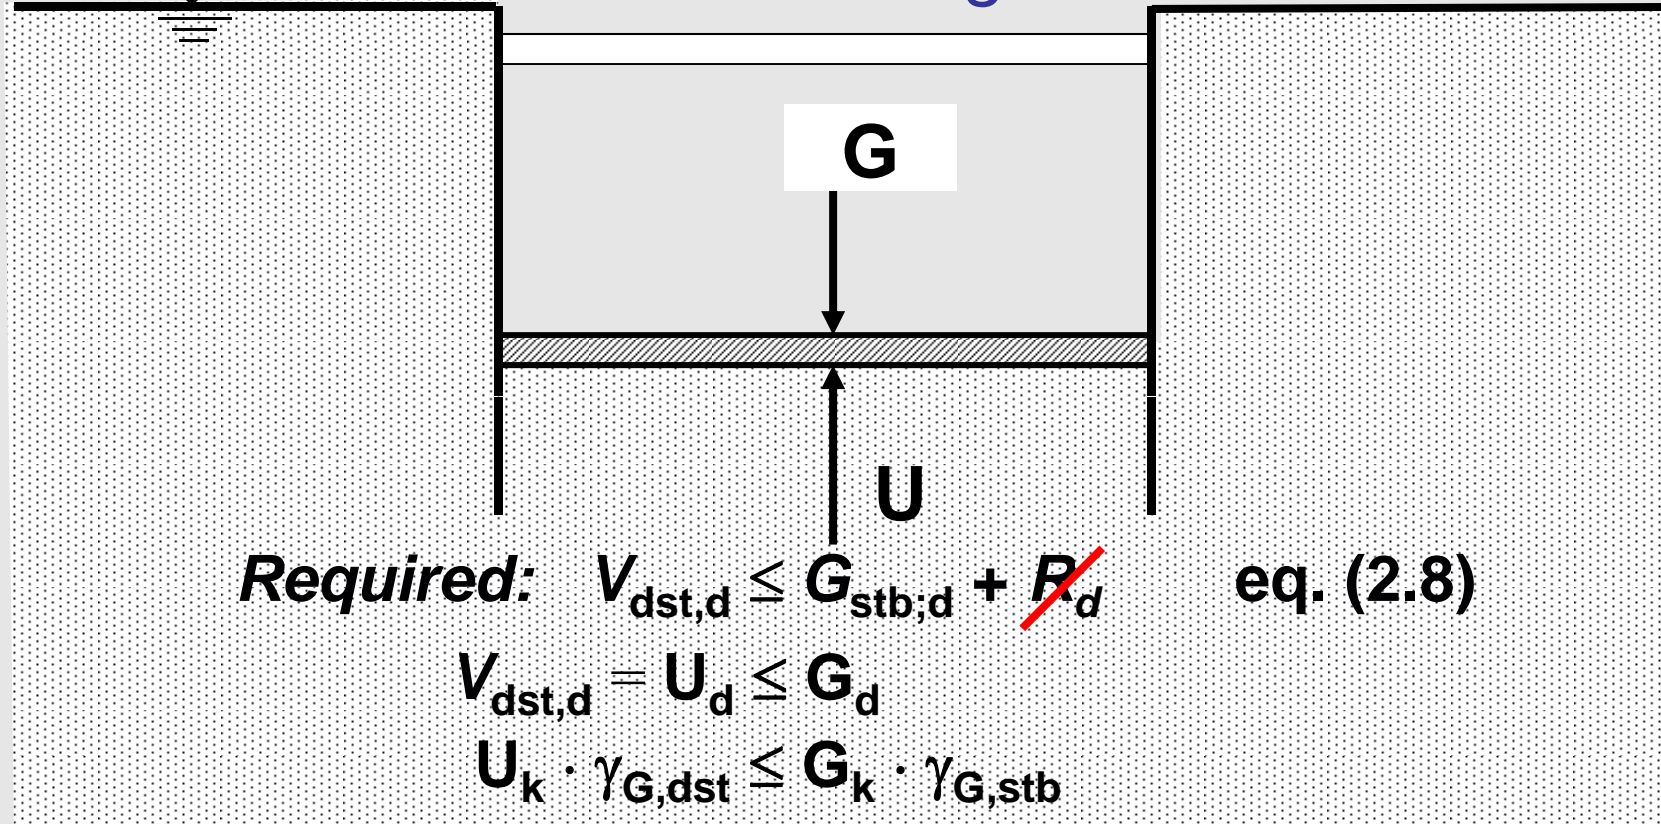 G
U
Required: V_dst,d ≤ G_stb;d + R_d eq. (2.8)
V_dst,d = U_d ≤ G_d
U_k · γ_G,dst ≤ G_k · γ_G,stb